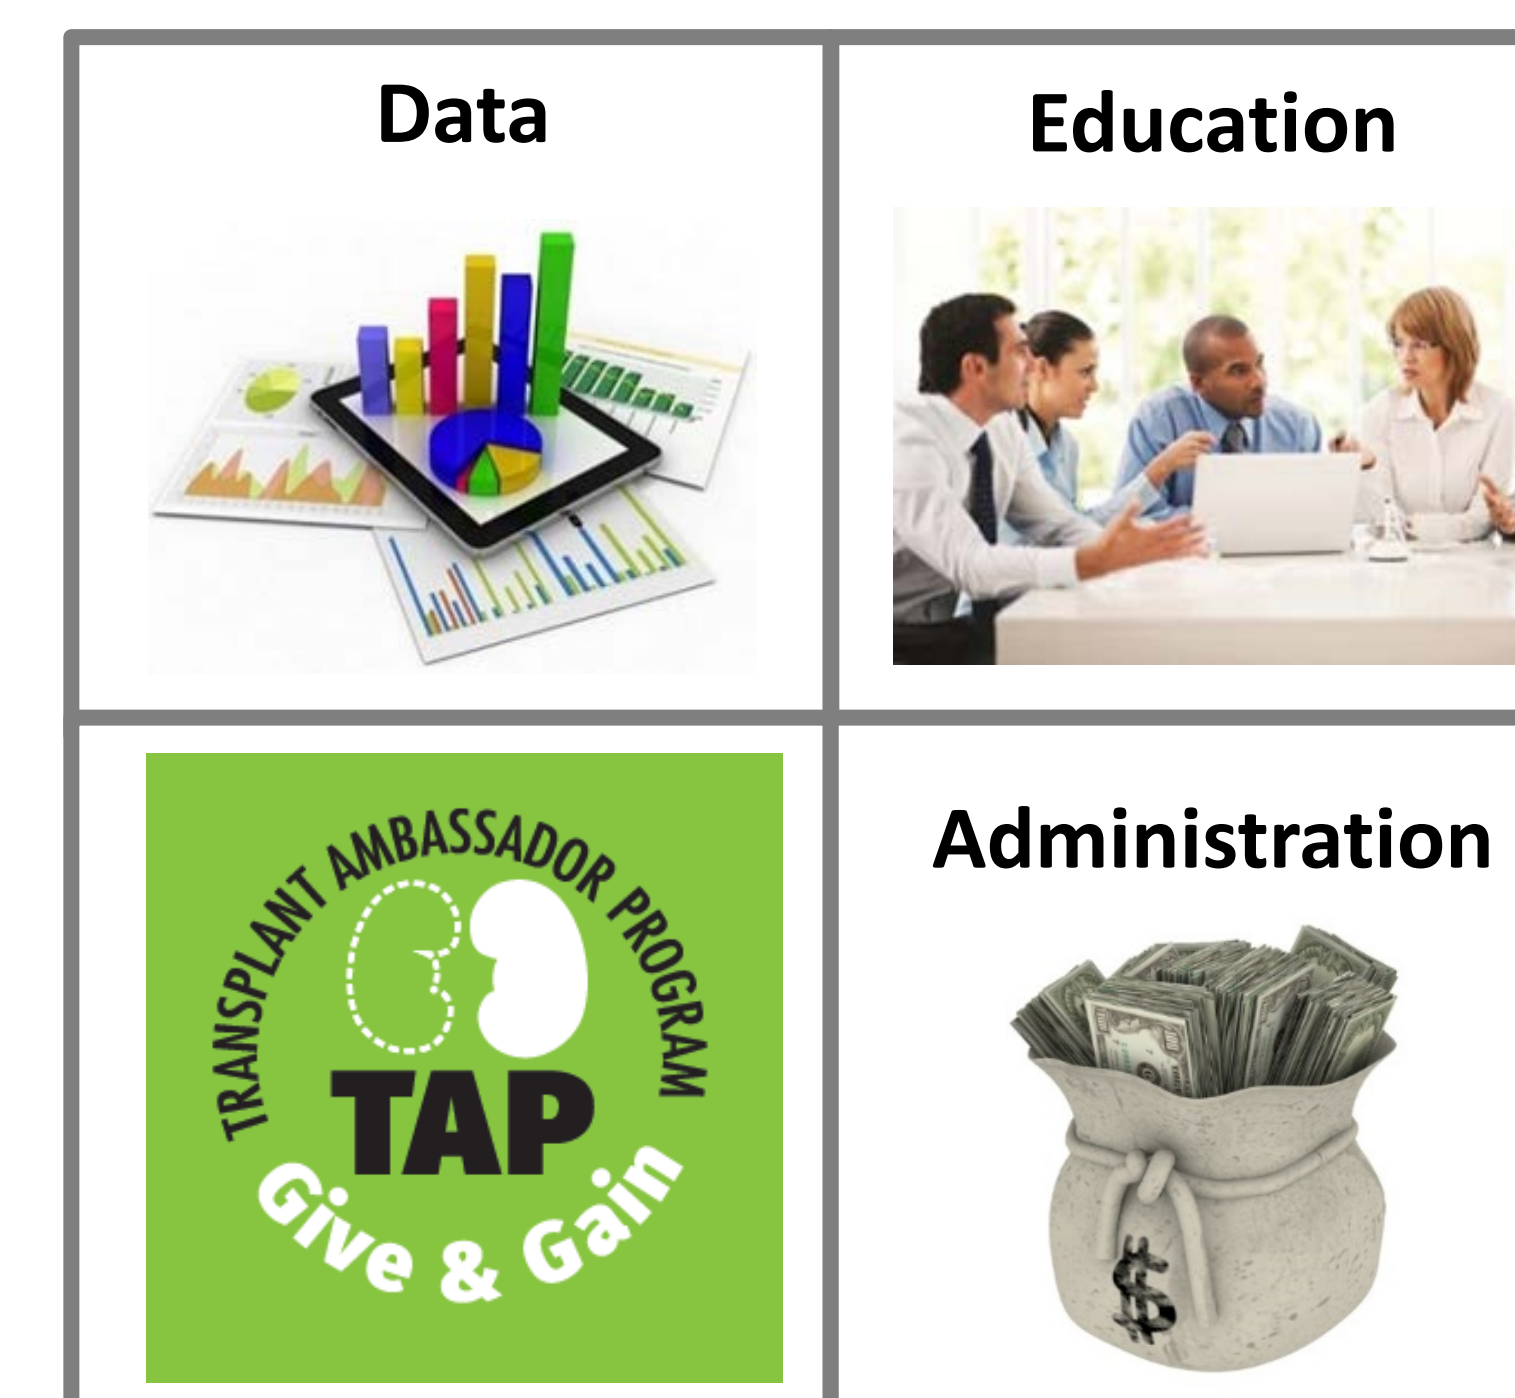 Data
Education
TRANSPLANT AMBASSADOR PROGRAM
TAP
Give & Gain
Administration
$